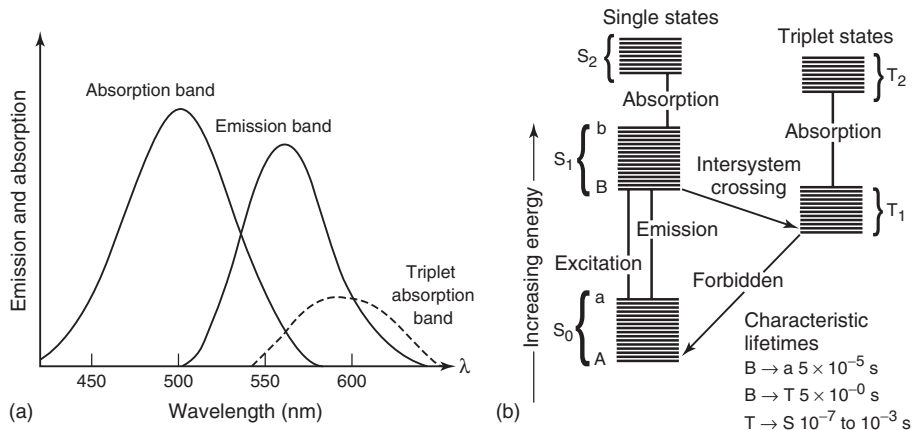 Emission and absorption
Absorption band
Emission band
Triplet
absorption
band
λ
450
500
550
600
Wavelength (nm)
(a)
Single states
Triplet states
S₂
T₂
Absorption
Absorption
b
S₁
B
Intersystem
crossing
T₁
Increasing energy
Emission
Excitation
Forbidden
a
S₀
A
Characteristic
lifetimes
B → a 5 × 10⁻⁵ s
B → T 5 × 10⁻⁰ s
T → S 10⁻⁷ to 10⁻³ s
(b)